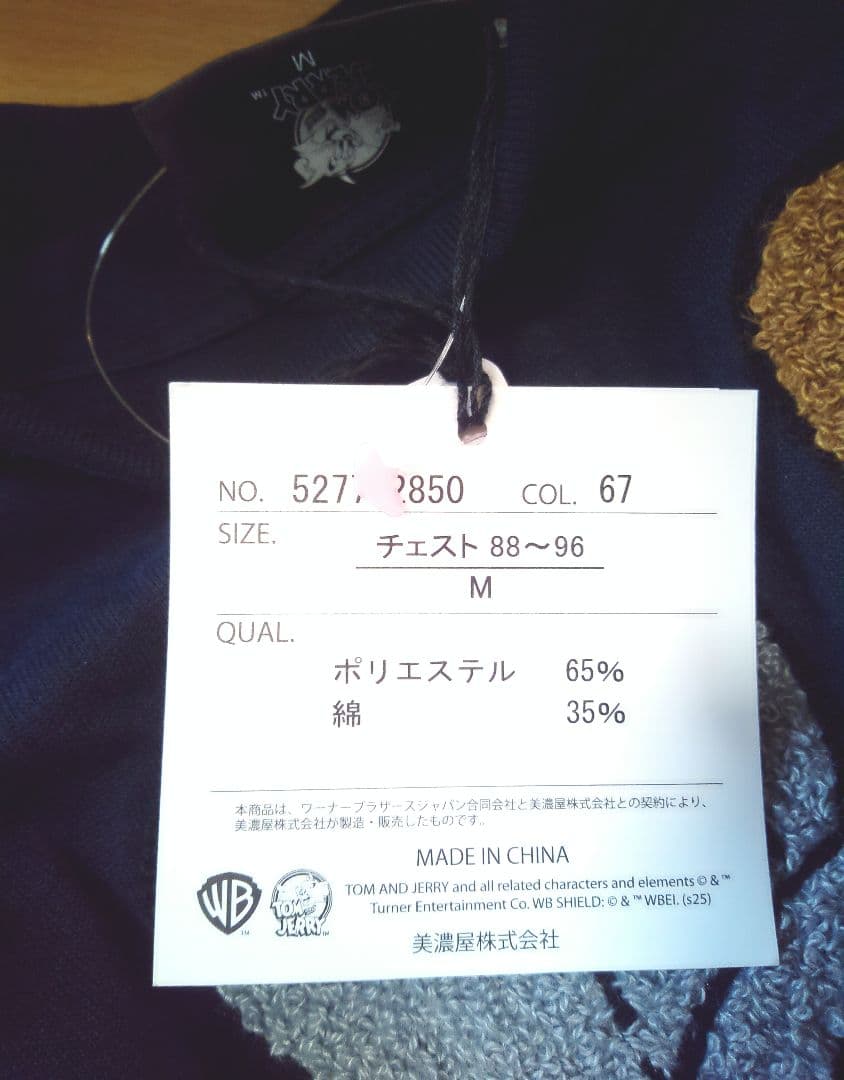 M
NO. 5277 2850 COL. 67
SIZE.
チェスト 88～96
M
QUAL.
ポリエステル 65%
綿 35%
本商品は、ワーナーブラザースジャパン合同会社と美濃屋株式会社との契約により、
美濃屋株式会社が製造・販売したものです。
MADE IN CHINA
WB™
TOM AND JERRY™
TOM AND JERRY and all related characters and elements © & ™
Turner Entertainment Co. WB SHIELD: © & ™ WBEI. (s25)
美濃屋株式会社